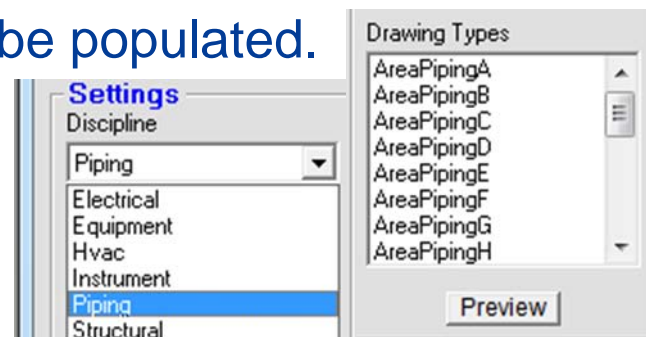 be populated.
Settings
Discipline
Piping
Electrical
Equipment
Hvac
Instrument
Piping
Structural
Drawing Types
AreaPipingA
AreaPipingB
AreaPipingC
AreaPipingD
AreaPipingE
AreaPipingF
AreaPipingG
AreaPipingH
Preview